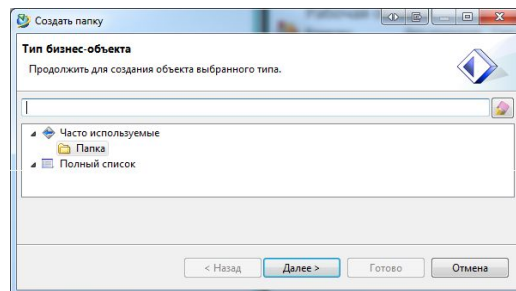 Создать папку
Тип бизнес-объекта
Продолжить для создания объекта выбранного типа.
Часто используемые
Папка
Полный список
< Назад Далее > Готово Отмена